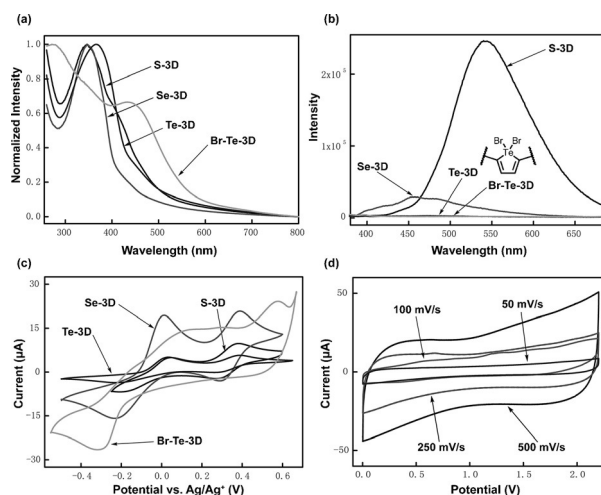 (a)
1.0
0.8
0.6
0.4
0.2
0.0
Normalized Intensity
S-3D
Se-3D
Te-3D
Br-Te-3D
300 400 500 600 700 800
Wavelength (nm)
(b)
2x10⁵
1x10⁵
0
Intensity
S-3D
Br Br
Te
Te-3D
Se-3D
Br-Te-3D
400 450 500 550 600 650
Wavelength (nm)
(c)
30
15
0
-15
-30
Current (μA)
Se-3D
S-3D
Te-3D
Br-Te-3D
-0.4 -0.2 0.0 0.2 0.4 0.6
Potential vs. Ag/Ag⁺ (V)
(d)
50
0
-50
Current (μA)
100 mV/s
50 mV/s
250 mV/s
500 mV/s
0.0 0.5 1.0 1.5 2.0
Potential (V)